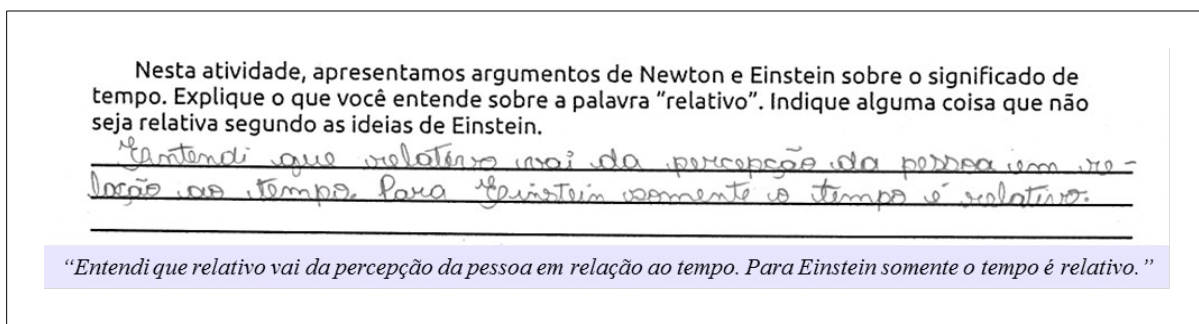 Nesta atividade, apresentamos argumentos de Newton e Einstein sobre o significado de
tempo. Explique o que você entende sobre a palavra “relativo”. Indique alguma coisa que não
seja relativa segundo as ideias de Einstein.
Entendi que relativo vai da percepção da pessoa em re-
lação ao tempo. Para Einstein somente o tempo é relativo.
“Entendi que relativo vai da percepção da pessoa em relação ao tempo. Para Einstein somente o tempo é relativo.”